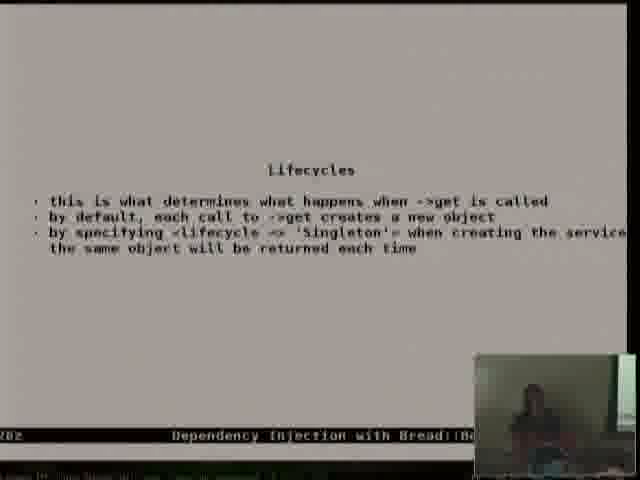 Lifecycles
· this is what determines what happens when ->get is called
· by default, each call to ->get creates a new object
· by specifying <lifecycle => 'Singleton'> when creating the service
the same object will be returned each time
Dependency Injection with Bread::Bo